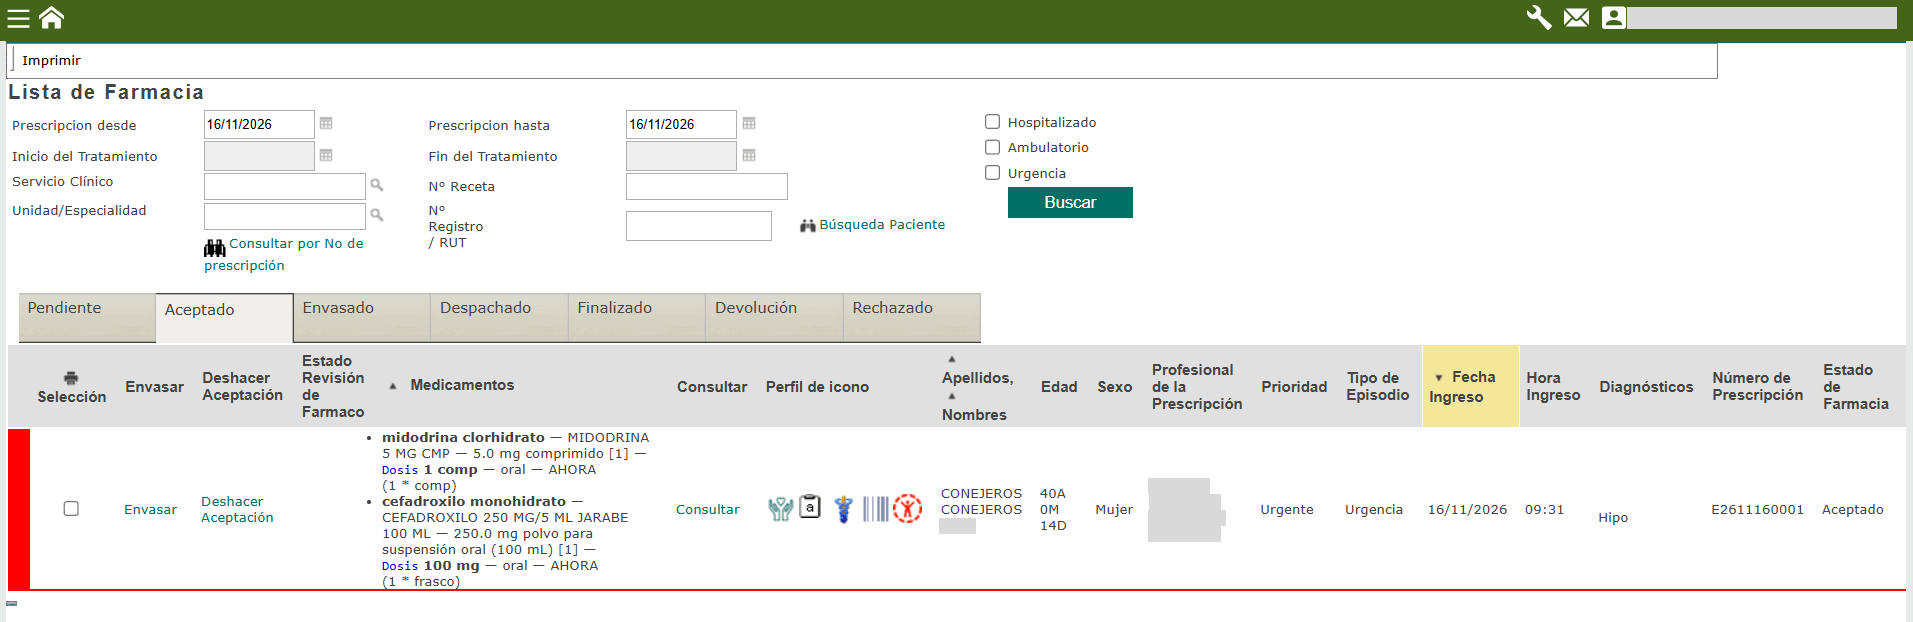 Imprimir
Lista de Farmacia
Prescripcion desde 16/11/2026 Prescripcion hasta 16/11/2026 Hospitalizado
Ambulatorio
Inicio del Tratamiento Fin del Tratamiento
Urgencia
Servicio Clínico Nº Receta
Buscar
Unidad/Especialidad Nº
Registro
/ RUT
Búsqueda Paciente
Consultar por No de
prescripción
Pendiente Aceptado Envasado Despachado Finalizado Devolución Rechazado
Selección
Envasar
Deshacer
Aceptación
Estado
Revisión
de
Farmaco
▲ Medicamentos
Consultar
Perfil de icono
▲
Apellidos,
▲
Nombres
Edad
Sexo
Profesional
de la
Prescripción
Prioridad
Tipo de
Episodio
▼ Fecha
Ingreso
Hora
Ingreso
Diagnósticos
Número de
Prescripción
Estado
de
Farmacia
Envasar
Deshacer
Aceptación
• midodrina clorhidrato — MIDODRINA
5 MG CMP — 5.0 mg comprimido [1] —
Dosis 1 comp — oral — AHORA
(1 * comp)
• cefadroxilo monohidrato —
CEFADROXILO 250 MG/5 ML JARABE
100 ML — 250.0 mg polvo para
suspensión oral (100 mL) [1] —
Dosis 100 mg — oral — AHORA
(1 * frasco)
Consultar
a
CONEJEROS
CONEJEROS
40A
0M
14D
Mujer
Urgente
Urgencia
16/11/2026
09:31
Hipo
E2611160001
Aceptado